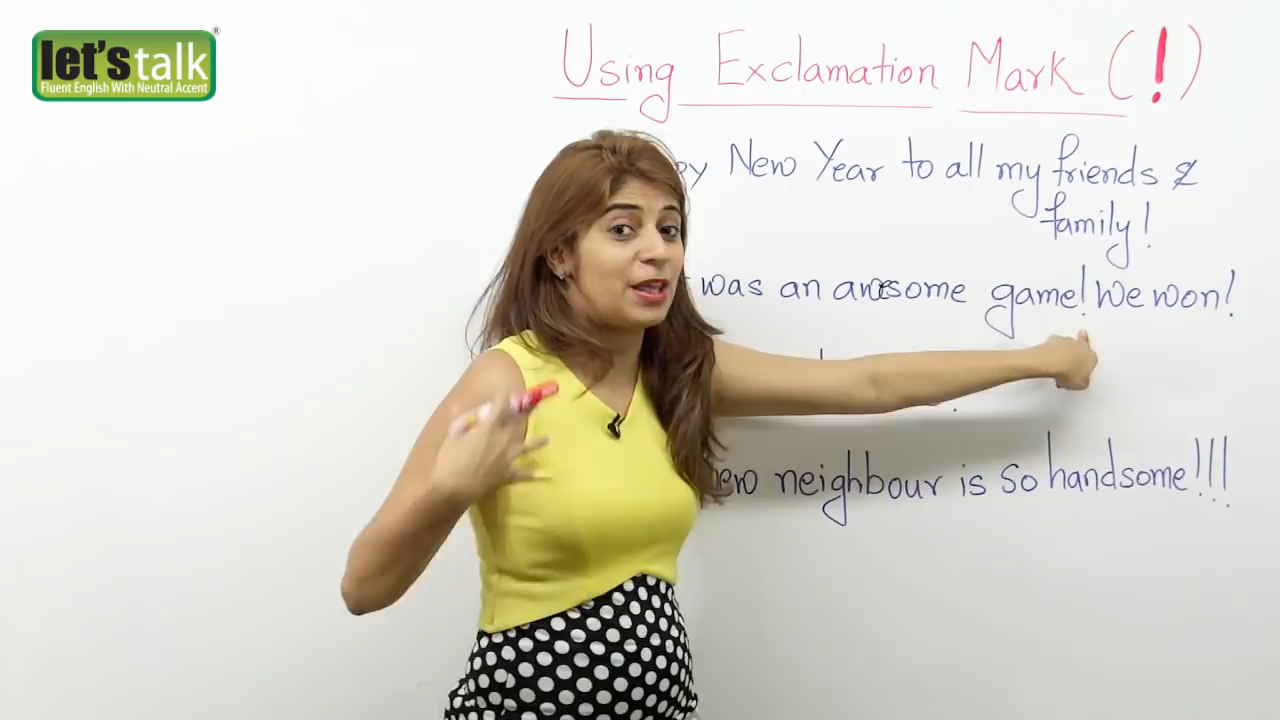 let's talk ®
Fluent English With Neutral Accent
Using Exclamation Mark (!)
New Year to all my friends &
family!
was an awesome game! We won!
neighbour is so handsome!!!